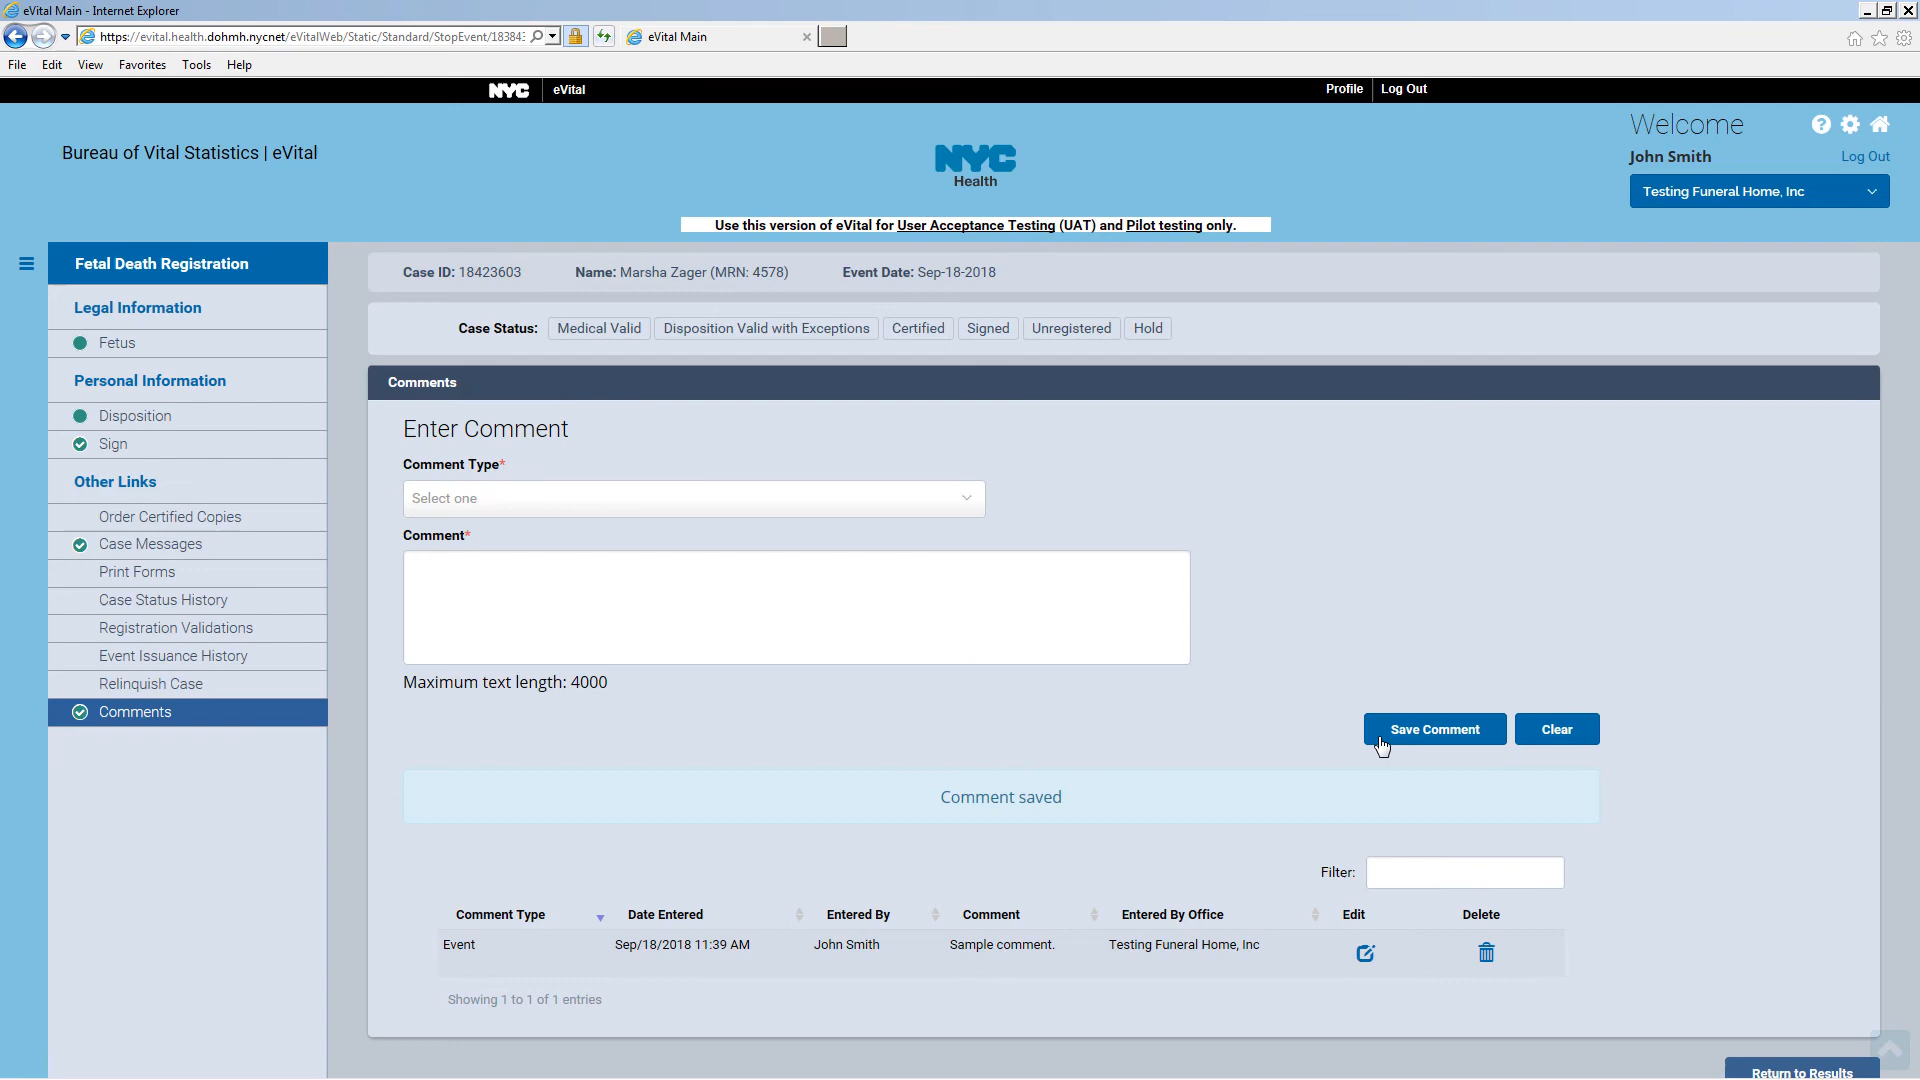 eVital Main - Internet Explorer
https://evital.health.dohmh.nycnet/eVitalWeb/Static/Standard/StopEvent/18384
eVital Main
File Edit View Favorites Tools Help
NYC eVital Profile Log Out
Bureau of Vital Statistics | eVital
NYC
Health
Welcome
John Smith Log Out
Testing Funeral Home, Inc
Use this version of eVital for User Acceptance Testing (UAT) and Pilot testing only.
Fetal Death Registration
Legal Information
Fetus
Personal Information
Disposition
Sign
Other Links
Order Certified Copies
Case Messages
Print Forms
Case Status History
Registration Validations
Event Issuance History
Relinquish Case
Comments
Case ID: 18423603 Name: Marsha Zager (MRN: 4578) Event Date: Sep-18-2018
Case Status: Medical Valid Disposition Valid with Exceptions Certified Signed Unregistered Hold
Comments
Enter Comment
Comment Type*
Select one
Comment*
Maximum text length: 4000
Save Comment Clear
Comment saved
Filter:
Comment Type Date Entered Entered By Comment Entered By Office Edit Delete
Event Sep/18/2018 11:39 AM John Smith Sample comment. Testing Funeral Home, Inc
Showing 1 to 1 of 1 entries
Return to Results